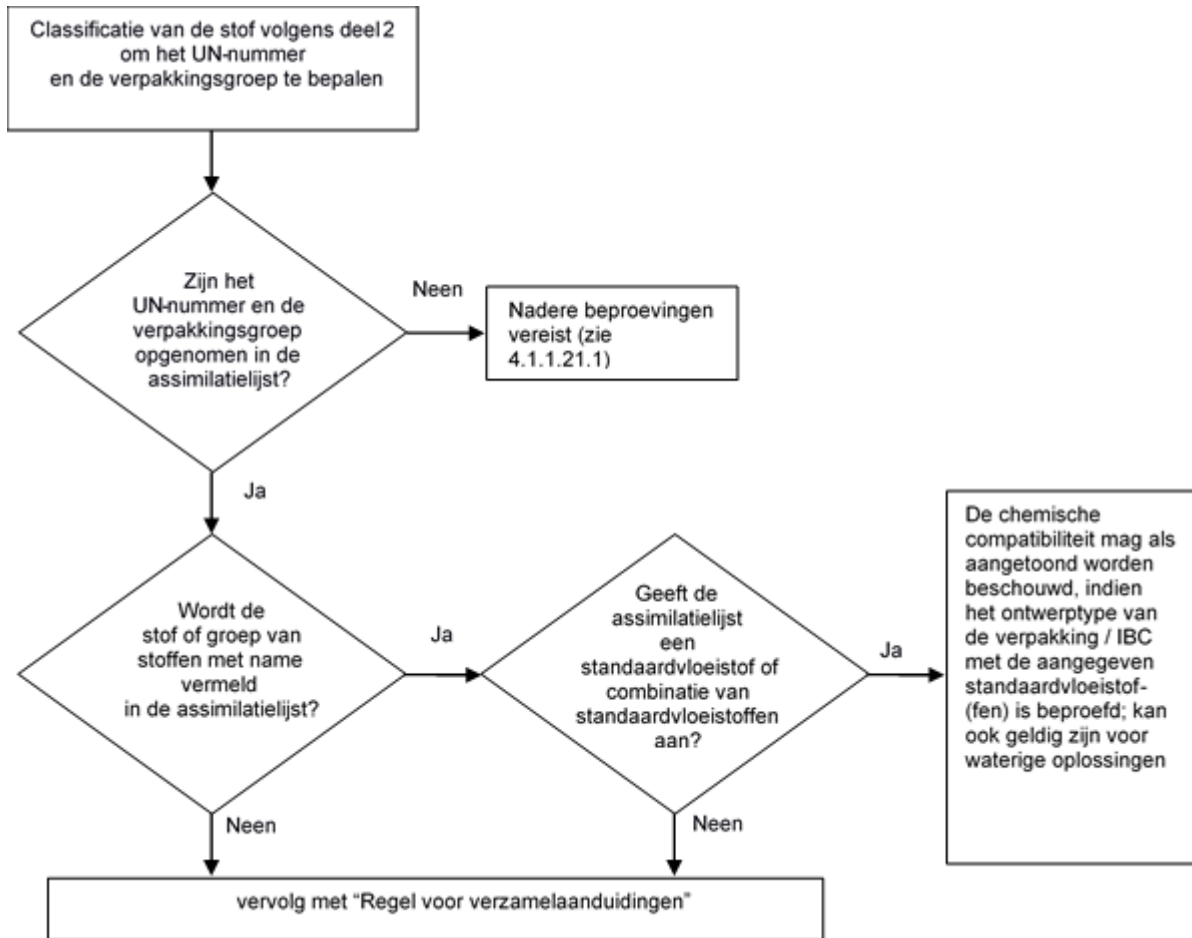 Classificatie van de stof volgens deel 2
om het UN-nummer
en de verpakkingsgroep te bepalen
Zijn het
UN-nummer en de
verpakkingsgroep
opgenomen in de
assimilatielijst?
Neen
Nadere beproevingen
vereist (zie
4.1.1.21.1)
Ja
Wordt de
stof of groep van
stoffen met name
vermeld
in de assimilatielijst?
Ja
Geeft de
assimilatielijst
een
standaardvloeistof of
combinatie van
standaardvloeistoffen
aan?
Ja
De chemische
compatibiliteit mag als
aangetoond worden
beschouwd, indien
het ontwerptype van
de verpakking / IBC
met de aangegeven
standaardvloeistof-
(fen) is beproefd; kan
ook geldig zijn voor
waterige oplossingen
Neen
Neen
vervolg met “Regel voor verzamelaanduidingen”